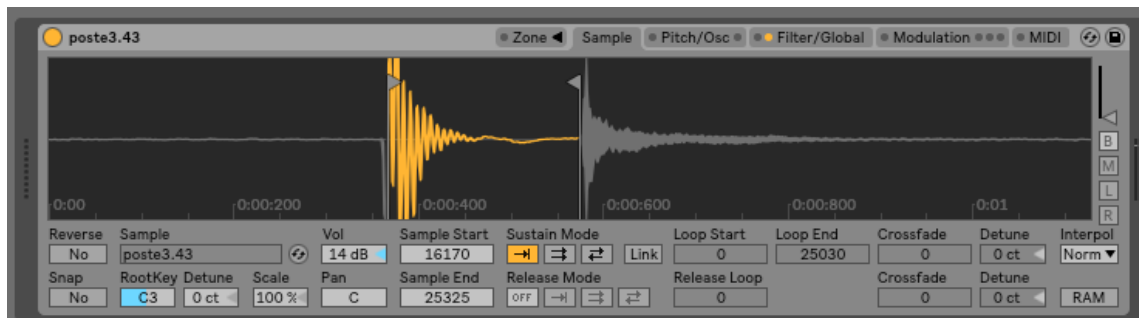 poste3.43 Zone Sample Pitch/Osc Filter/Global Modulation MIDI
B
M
L
R
0:00 0:00:200 0:00:400 0:00:600 0:00:800 0:01
Reverse Sample Vol Sample Start Sustain Mode Loop Start Loop End Crossfade Detune Interpol
No poste3.43 14 dB 16170 Link 0 25030 0 0 ct Norm
Snap RootKey Detune Scale Pan Sample End Release Mode Release Loop Crossfade Detune
No C3 0 ct 100 % C 25325 OFF 0 0 0 ct RAM